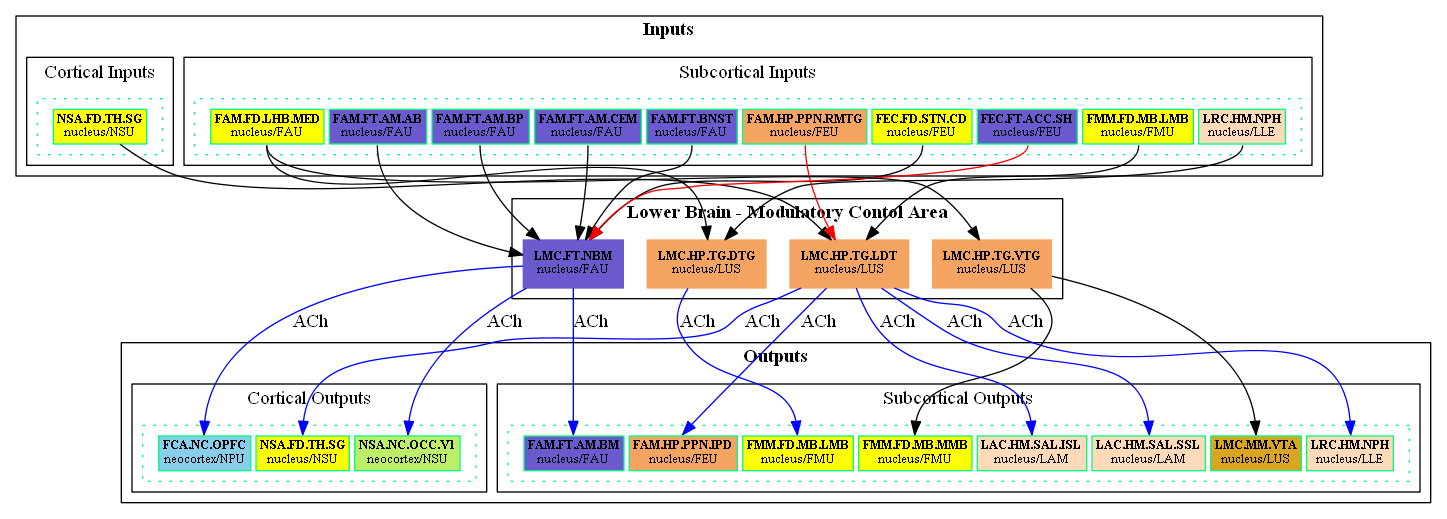 Inputs
Cortical Inputs
Subcortical Inputs
NSA.FD.TH.SG
nucleus/NSU
FAM.FD.LHB.MED
nucleus/FAU
FAM.FT.AM.AB
nucleus/FAU
FAM.FT.AM.BP
nucleus/FAU
FAM.FT.AM.CEM
nucleus/FAU
FAM.FT.BNST
nucleus/FAU
FAM.HP.PPN.RMTG
nucleus/FEU
FEC.FD.STN.CD
nucleus/FEU
FEC.FT.ACC.SH
nucleus/FEU
FMM.FD.MB.LMB
nucleus/FMU
LRC.HM.NPH
nucleus/LLE
Lower Brain - Modulatory Contol Area
LMC.FT.NBM
nucleus/FAU
LMC.HP.TG.DTG
nucleus/LUS
LMC.HP.TG.LDT
nucleus/LUS
LMC.HP.TG.VTG
nucleus/LUS
ACh
ACh
ACh
ACh
ACh
ACh
ACh
ACh
ACh
Outputs
Cortical Outputs
Subcortical Outputs
FCA.NC.OPFC
neocortex/NPU
NSA.FD.TH.SG
nucleus/NSU
NSA.NC.OCC.V1
neocortex/NSU
FAM.FT.AM.BM
nucleus/FAU
FAM.HP.PPN.IPD
nucleus/FEU
FMM.FD.MB.LMB
nucleus/FMU
FMM.FD.MB.MMB
nucleus/FMU
LAC.HM.SAL.ISL
nucleus/LAM
LAC.HM.SAL.SSL
nucleus/LAM
LMC.MM.VTA
nucleus/LUS
LRC.HM.NPH
nucleus/LLE